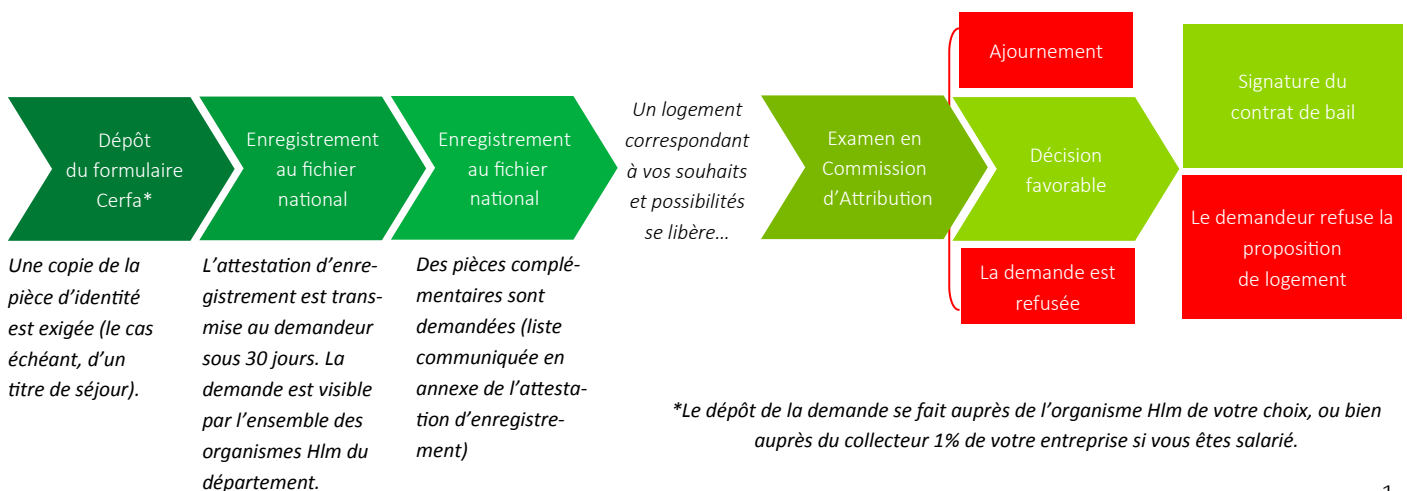 Dépôt
du formulaire
Cerfa*
Une copie de la
pièce d’identité
est exigée (le cas
échéant, d’un
titre de séjour).
Enregistrement
au fichier
national
L’attestation d’enre-
gistrement est trans-
mise au demandeur
sous 30 jours. La
demande est visible
par l’ensemble des
organismes Hlm du
département.
Enregistrement
au fichier
national
Des pièces complé-
mentaires sont
demandées (liste
communiquée en
annexe de l’attesta-
tion d’enregistre-
ment)
Un logement
correspondant
à vos souhaits
et possibilités
se libère...
Examen en
Commission
d’Attribution
Ajournement
Décision
favorable
La demande est
refusée
Signature du
contrat de bail
Le demandeur refuse la
proposition
de logement
*Le dépôt de la demande se fait auprès de l’organisme Hlm de votre choix, ou bien
auprès du collecteur 1% de votre entreprise si vous êtes salarié.
1